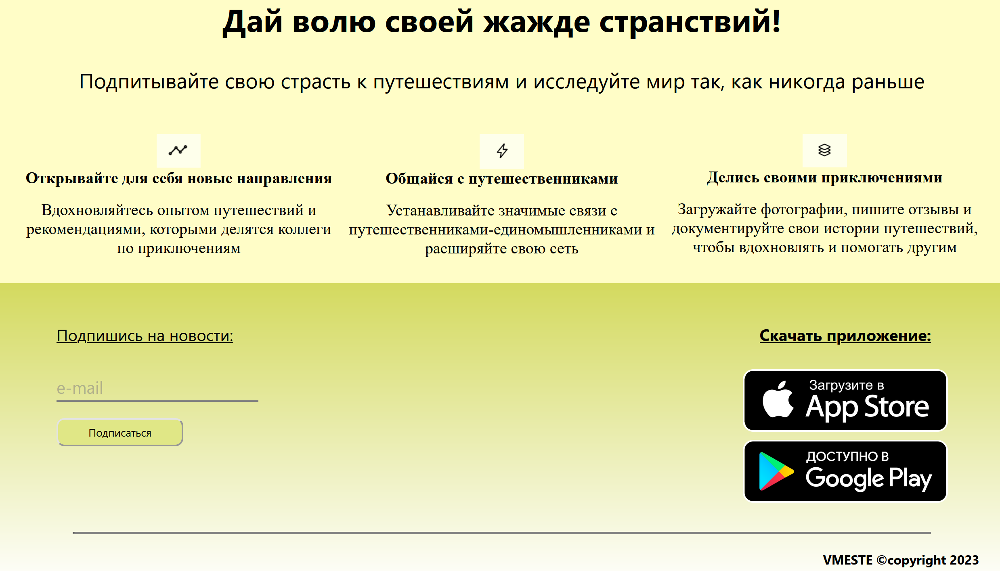 Дай волю своей жажде странствий!
Подпитывайте свою страсть к путешествиям и исследуйте мир так, как никогда раньше
Открывайте для себя новые направления
Вдохновляйтесь опытом путешествий и
рекомендациями, которыми делятся коллеги
по приключениям
Общайся с путешественниками
Устанавливайте значимые связи с
путешественниками-единомышленниками и
расширяйте свою сеть
Делись своими приключениями
Загружайте фотографии, пишите отзывы и
документируйте свои истории путешествий,
чтобы вдохновлять и помогать другим
Подпишись на новости:
e-mail
Подписаться
Скачать приложение:
Загрузите в
App Store
ДОСТУПНО В
Google Play
VMESTE ©copyright 2023